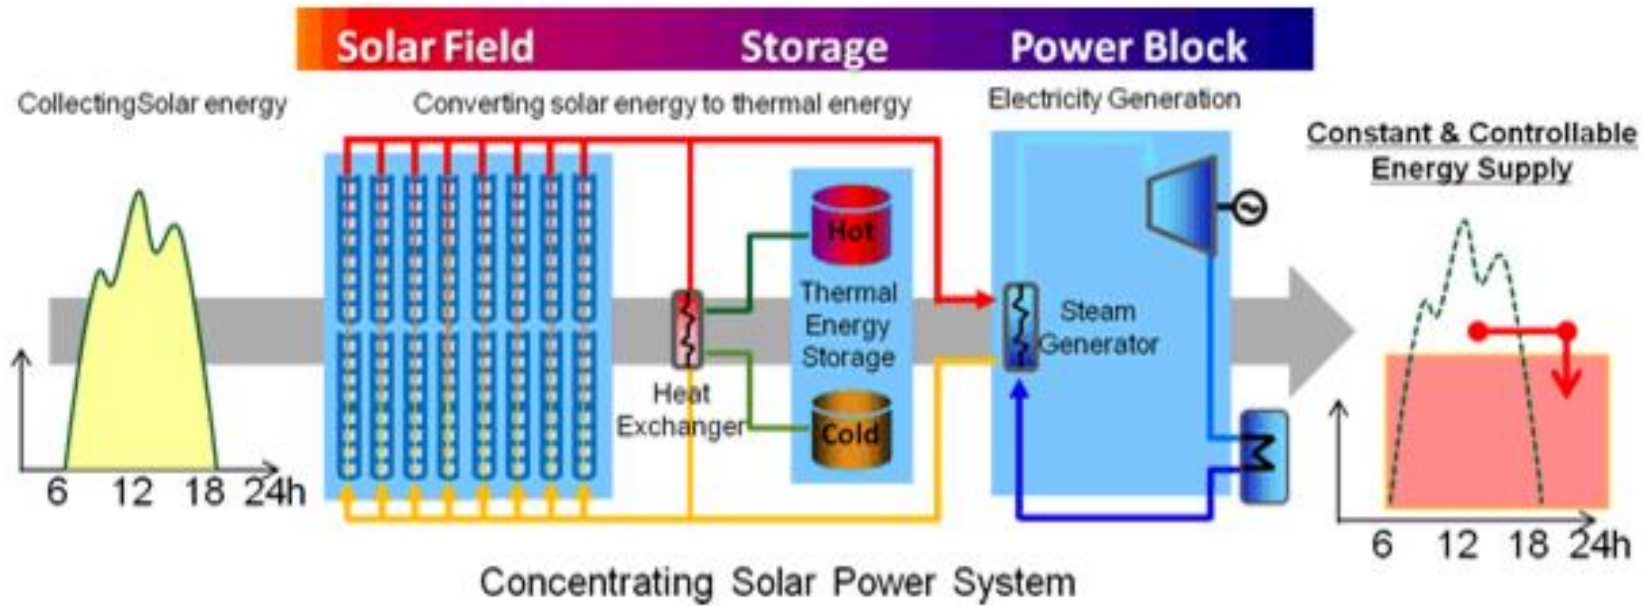 Solar Field
Storage
Power Block
CollectingSolar energy
Converting solar energy to thermal energy
Electricity Generation
Constant & Controllable
Energy Supply
Hot
Thermal
Energy
Storage
Steam
Generator
Heat
Exchanger
Cold
6 12 18 24h
6 12 18 24h
Concentrating Solar Power System